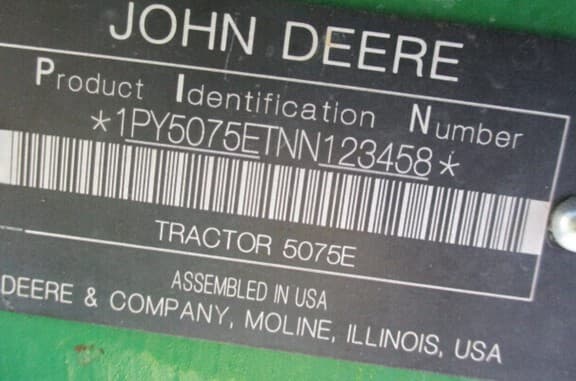 JOHN DEERE
Product Identification Number
*1PY5075ETNN123458*
TRACTOR 5075E
ASSEMBLED IN USA
DEERE & COMPANY, MOLINE, ILLINOIS, USA